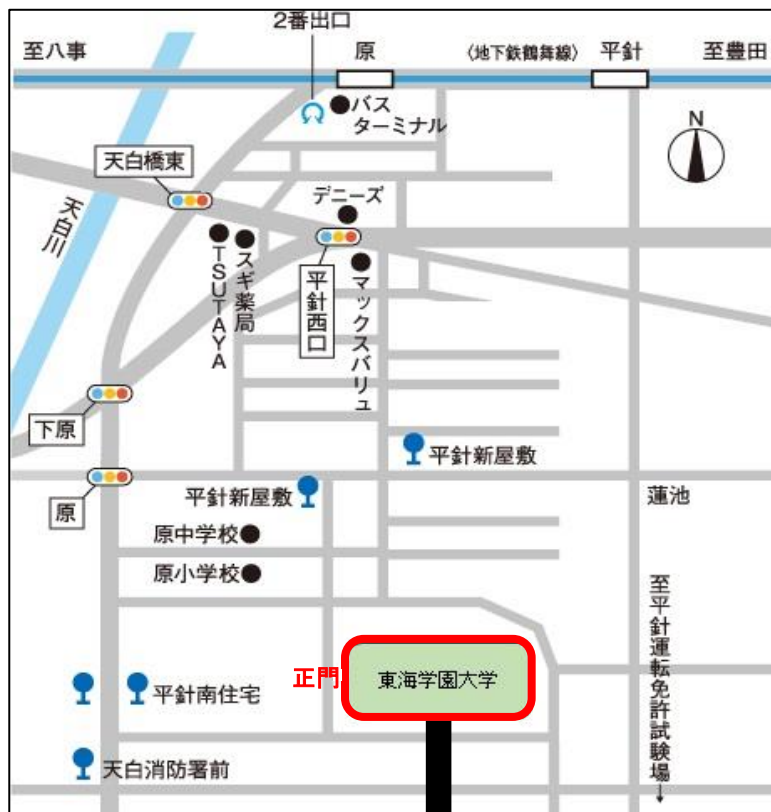 2番出口
至八事
原
〈地下鉄鶴舞線〉
平針
至豊田
バス
ターミナル
N
天白橋東
天白川
デニーズ
TSUTAYA
スギ薬局
平針西口
マックスバリュ
下原
平針新屋敷
原
平針新屋敷
蓮池
原中学校
原小学校
至平針運転免許試験場→
正門
東海学園大学
平針南住宅
天白消防署前